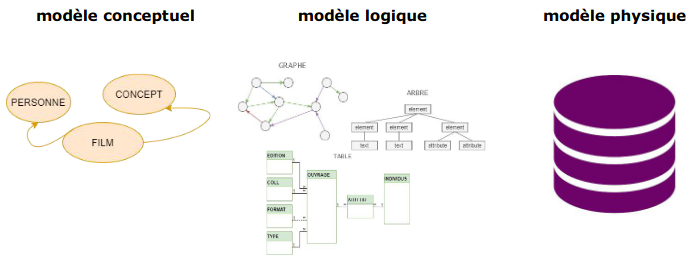 modèle conceptuel
modèle logique
modèle physique
PERSONNE
CONCEPT
FILM
GRAPHE
ARBRE
element
element
element
element
text
text
attribute
attribute
TABLE
EDITION
COLL
FORMAT
TYPE
OUVRAGE
INDIVIDUS